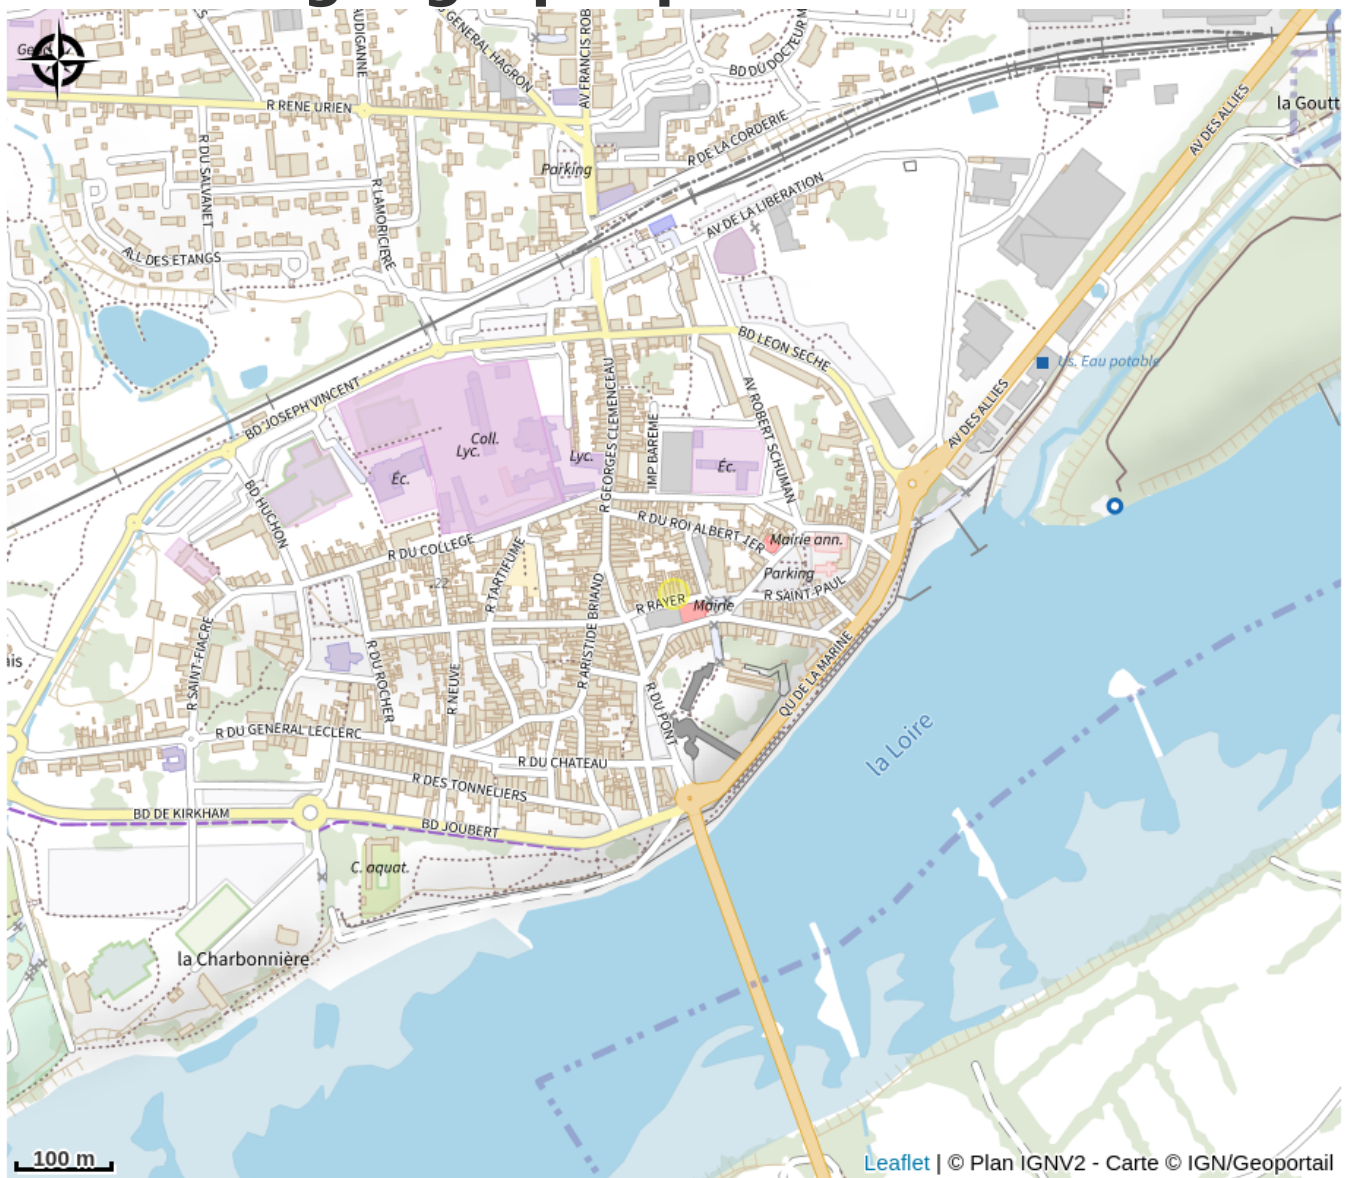 R RENE URIEN
AV FRANCIS ROB
BD DU DOCTEUR M
la Goutt
AV DES ALLIES
R DE LA CORDERIE
R DU SALVANET
Parking
R LAMORICIERE
AV DE LA LIBERATION
ALL DES ETANGS
BD LEON SECHE
Us. Eau potable
BD JOSEPH VINCENT
R GEORGES CLEMENCEAU
AV ROBERT SCHUMAN
AV DES ALLIES
IMP BAREME
Coll.
Lyc.
Lyc.
Éc.
Éc.
BD HUCHON
R DU ROI ALBERT 1ER
Mairie ann.
R DU COLLEGE
R TARTIFUME
Parking
22
R SAINT-PAUL
R RAYER
Mairie
R ARISTIDE BRIAND
R SAINT-FIACRE
ais
R DU ROCHER
R NEUVE
R DU PONT
QU DE LA MARINE
la Loire
R DU GENERAL LECLERC
R DU CHATEAU
R DES TONNELIERS
BD DE KIRKHAM
BD JOUBERT
C. aquat.
la Charbonnière
100 m
Leaflet | © Plan IGNV2 - Carte © IGN/Geoportail